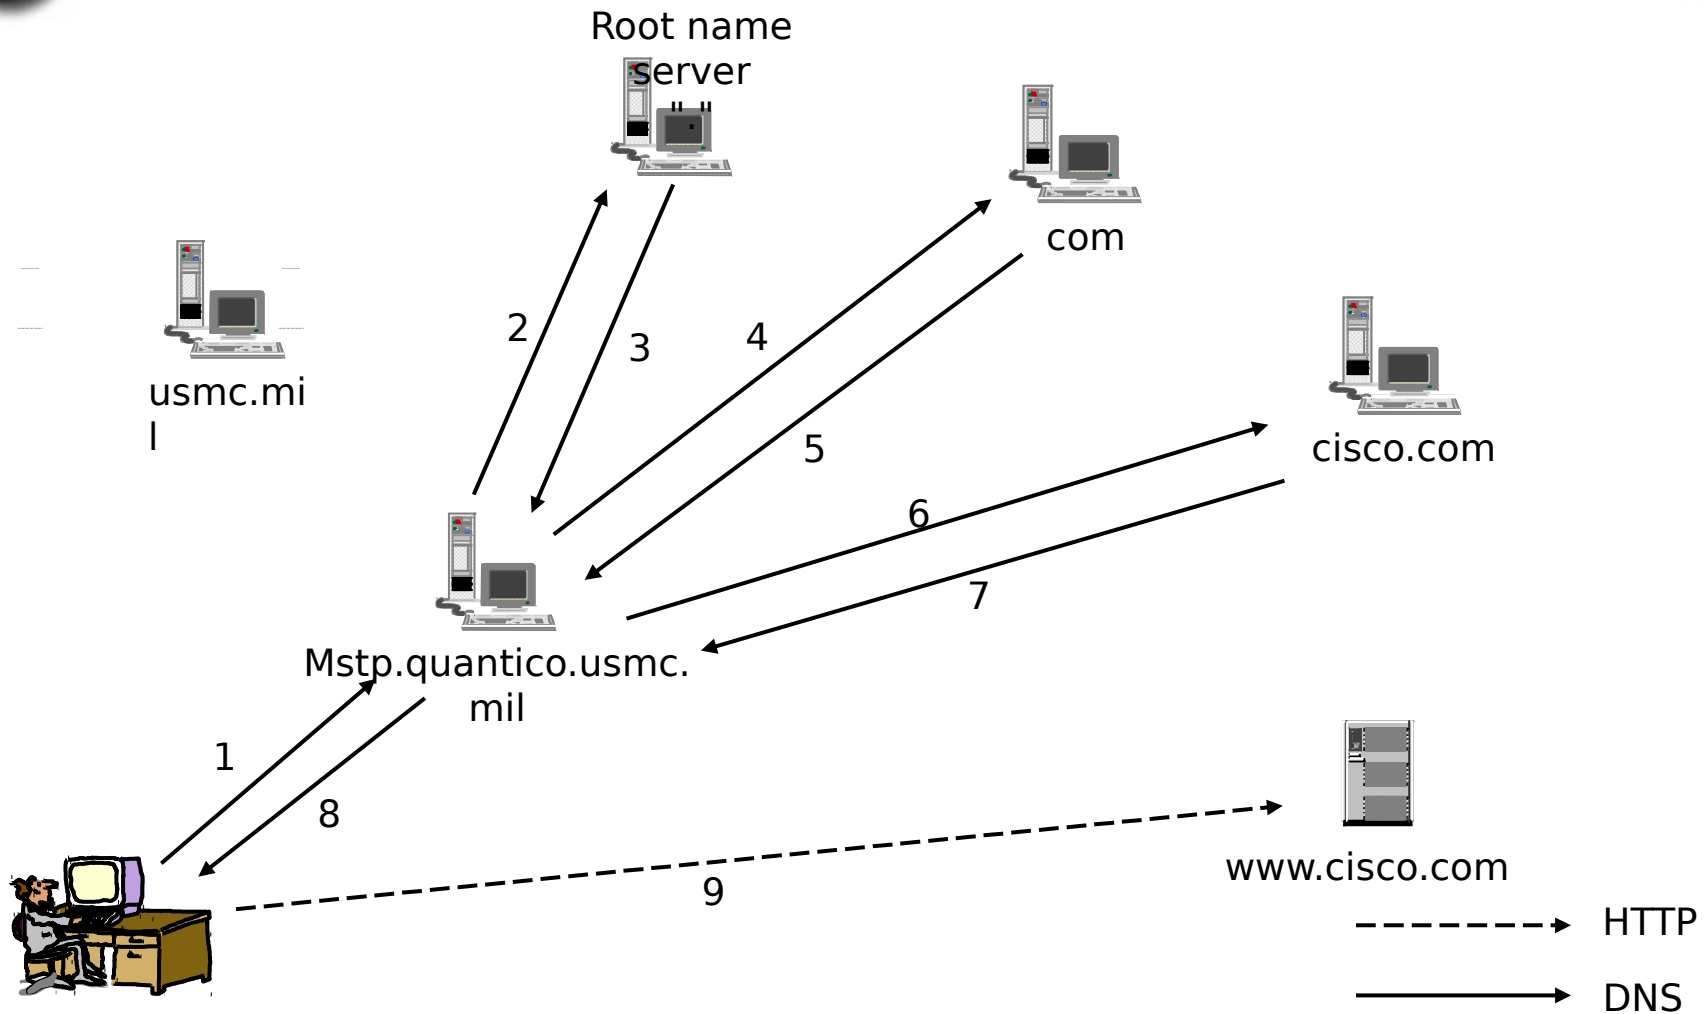 Root name
server
com
usmc.mi
l
2
3
4
5
cisco.com
6
7
Mstp.quantico.usmc.
mil
1
8
9
www.cisco.com
HTTP
DNS